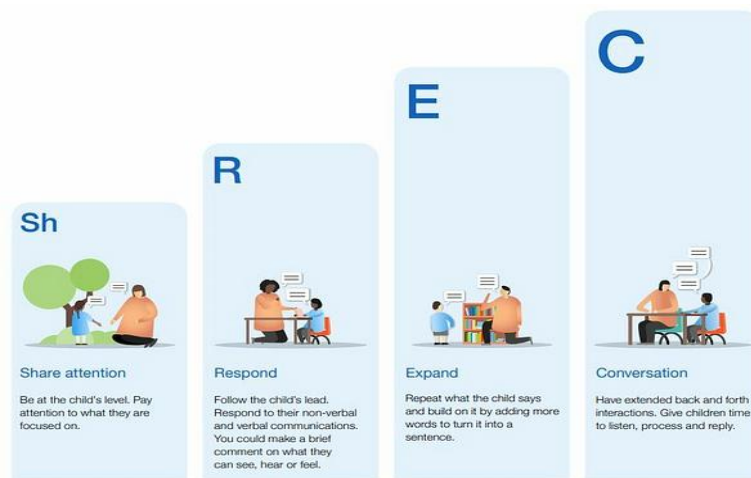 Sh
Share attention
Be at the child's level. Pay
attention to what they are
focused on.
R
Respond
Follow the child's lead.
Respond to their non-verbal
and verbal communications.
You could make a brief
comment on what they
can see, hear or feel.
E
Expand
Repeat what the child says
and build on it by adding more
words to turn it into a
sentence.
C
Conversation
Have extended back and forth
interactions. Give children time
to listen, process and reply.